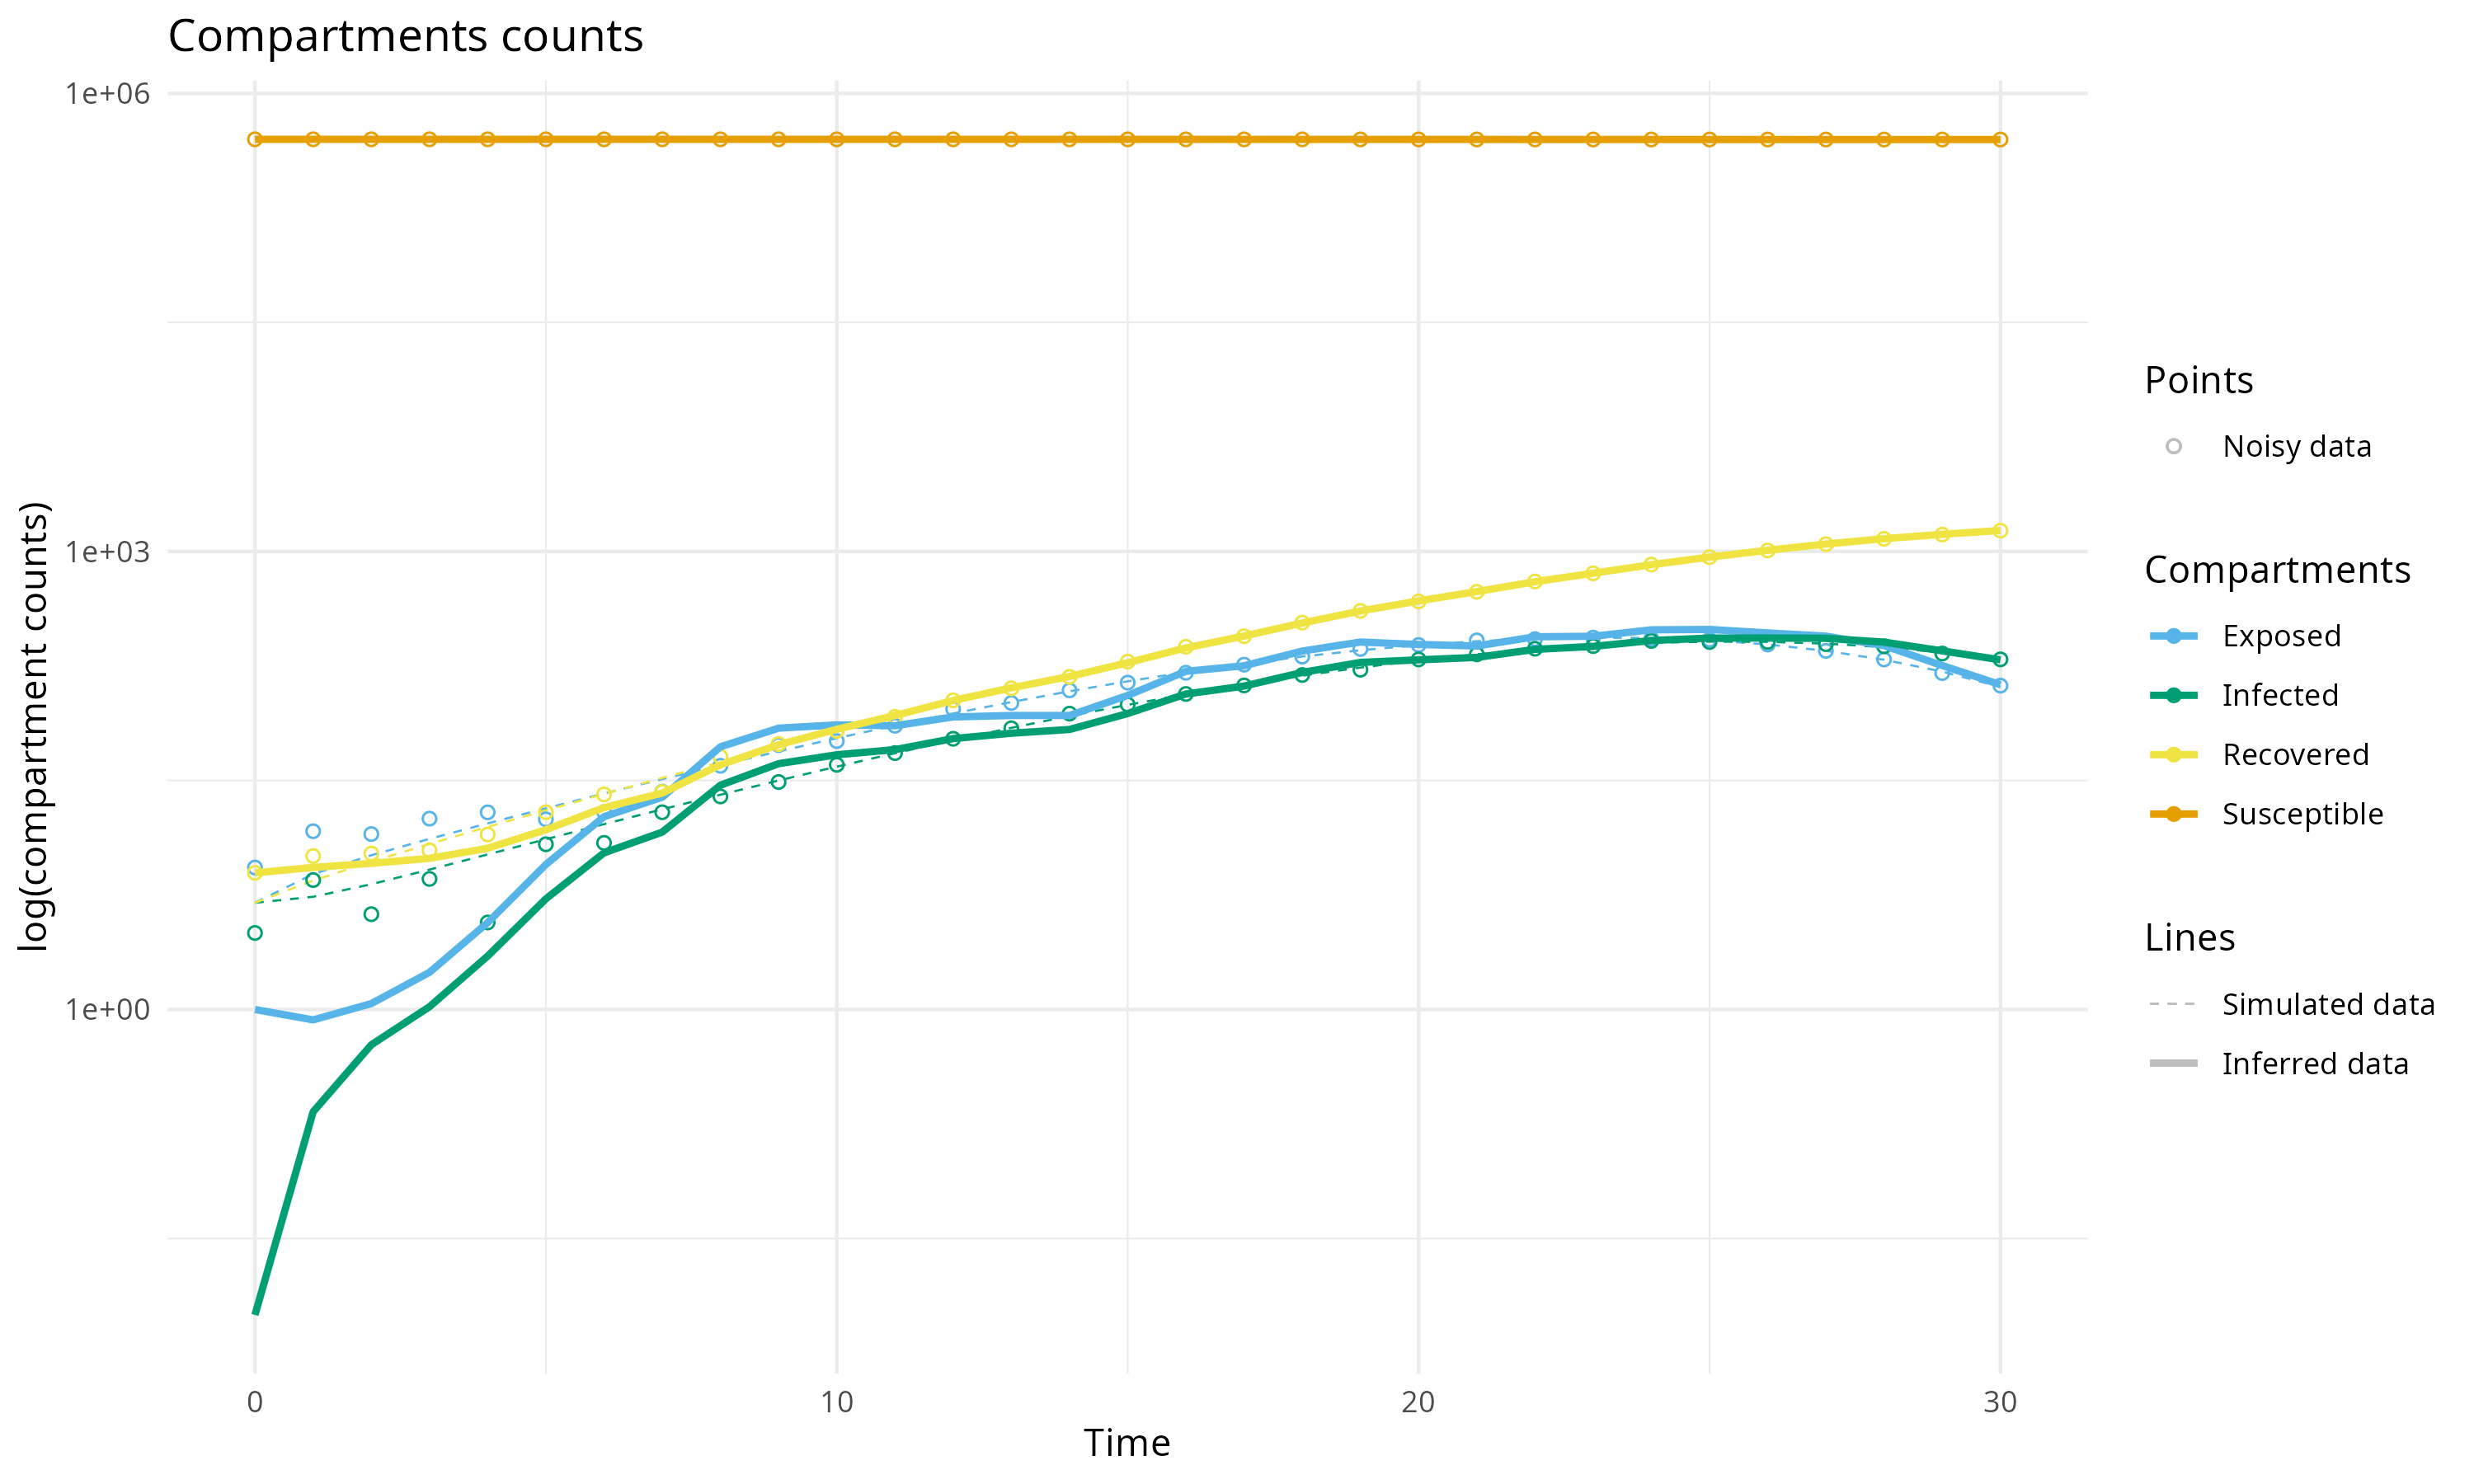 Compartments counts
1e+06
1e+03
1e+00
log(compartment counts)
0 10 20 30
Time
Points
Noisy data
Compartments
Exposed
Infected
Recovered
Susceptible
Lines
Simulated data
Inferred data